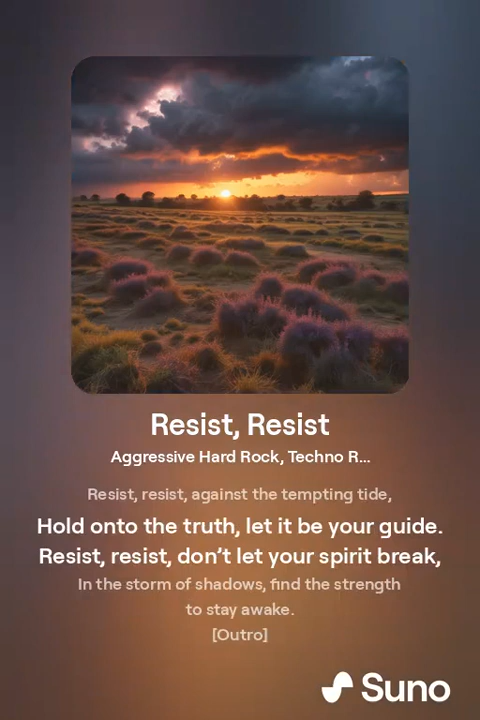 Resist, Resist
Aggressive Hard Rock, Techno R...
Resist, resist, against the tempting tide,
Hold onto the truth, let it be your guide.
Resist, resist, don’t let your spirit break,
In the storm of shadows, find the strength
to stay awake.
[Outro]
Suno